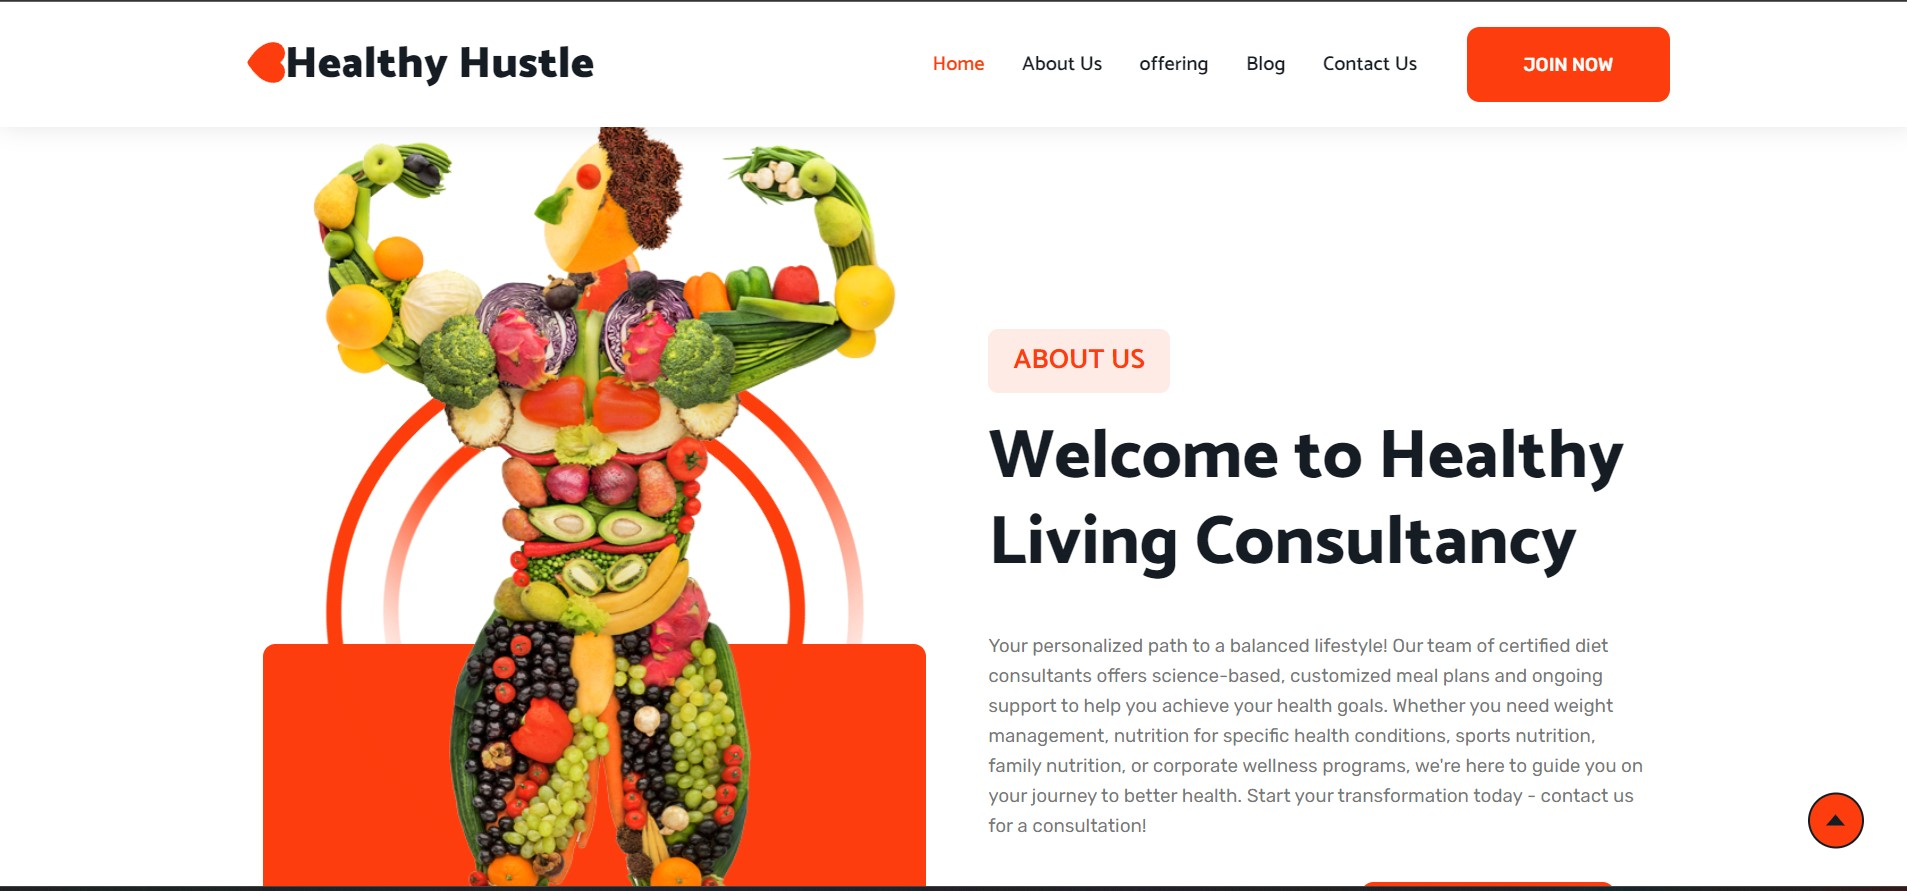 Healthy Hustle
Home About Us offering Blog Contact Us JOIN NOW
ABOUT US
Welcome to Healthy
Living Consultancy
Your personalized path to a balanced lifestyle! Our team of certified diet
consultants offers science-based, customized meal plans and ongoing
support to help you achieve your health goals. Whether you need weight
management, nutrition for specific health conditions, sports nutrition,
family nutrition, or corporate wellness programs, we're here to guide you on
your journey to better health. Start your transformation today - contact us
for a consultation!